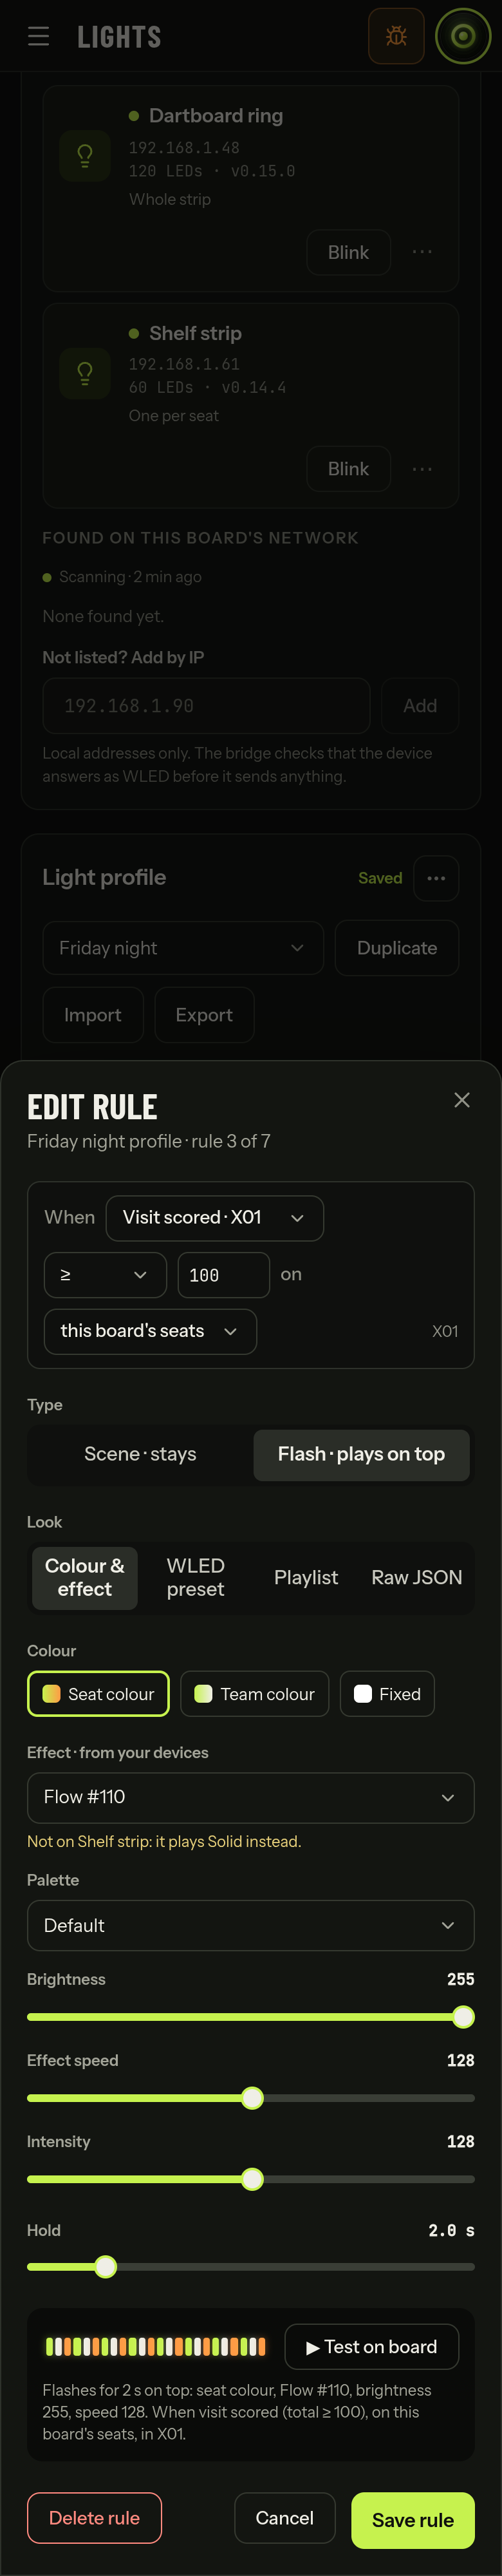 LIGHTS
Dartboard ring
192.168.1.48
120 LEDs · v0.15.0
Whole strip
Blink
Shelf strip
192.168.1.61
60 LEDs · v0.14.4
One per seat
Blink
FOUND ON THIS BOARD'S NETWORK
Scanning · 2 min ago
None found yet.
Not listed? Add by IP
192.168.1.90
Add
Local addresses only. The bridge checks that the device
answers as WLED before it sends anything.
Light profile
Saved
Friday night
Duplicate
Import
Export
EDIT RULE
Friday night profile · rule 3 of 7
When
Visit scored · X01
≥
100
on
this board's seats
X01
Type
Scene · stays
Flash · plays on top
Look
Colour &
effect
WLED
preset
Playlist
Raw JSON
Colour
Seat colour
Team colour
Fixed
Effect · from your devices
Flow #110
Not on Shelf strip: it plays Solid instead.
Palette
Default
Brightness
255
Effect speed
128
Intensity
128
Hold
2.0 s
▶ Test on board
Flashes for 2 s on top: seat colour, Flow #110, brightness
255, speed 128. When visit scored (total ≥ 100), on this
board's seats, in X01.
Delete rule
Cancel
Save rule